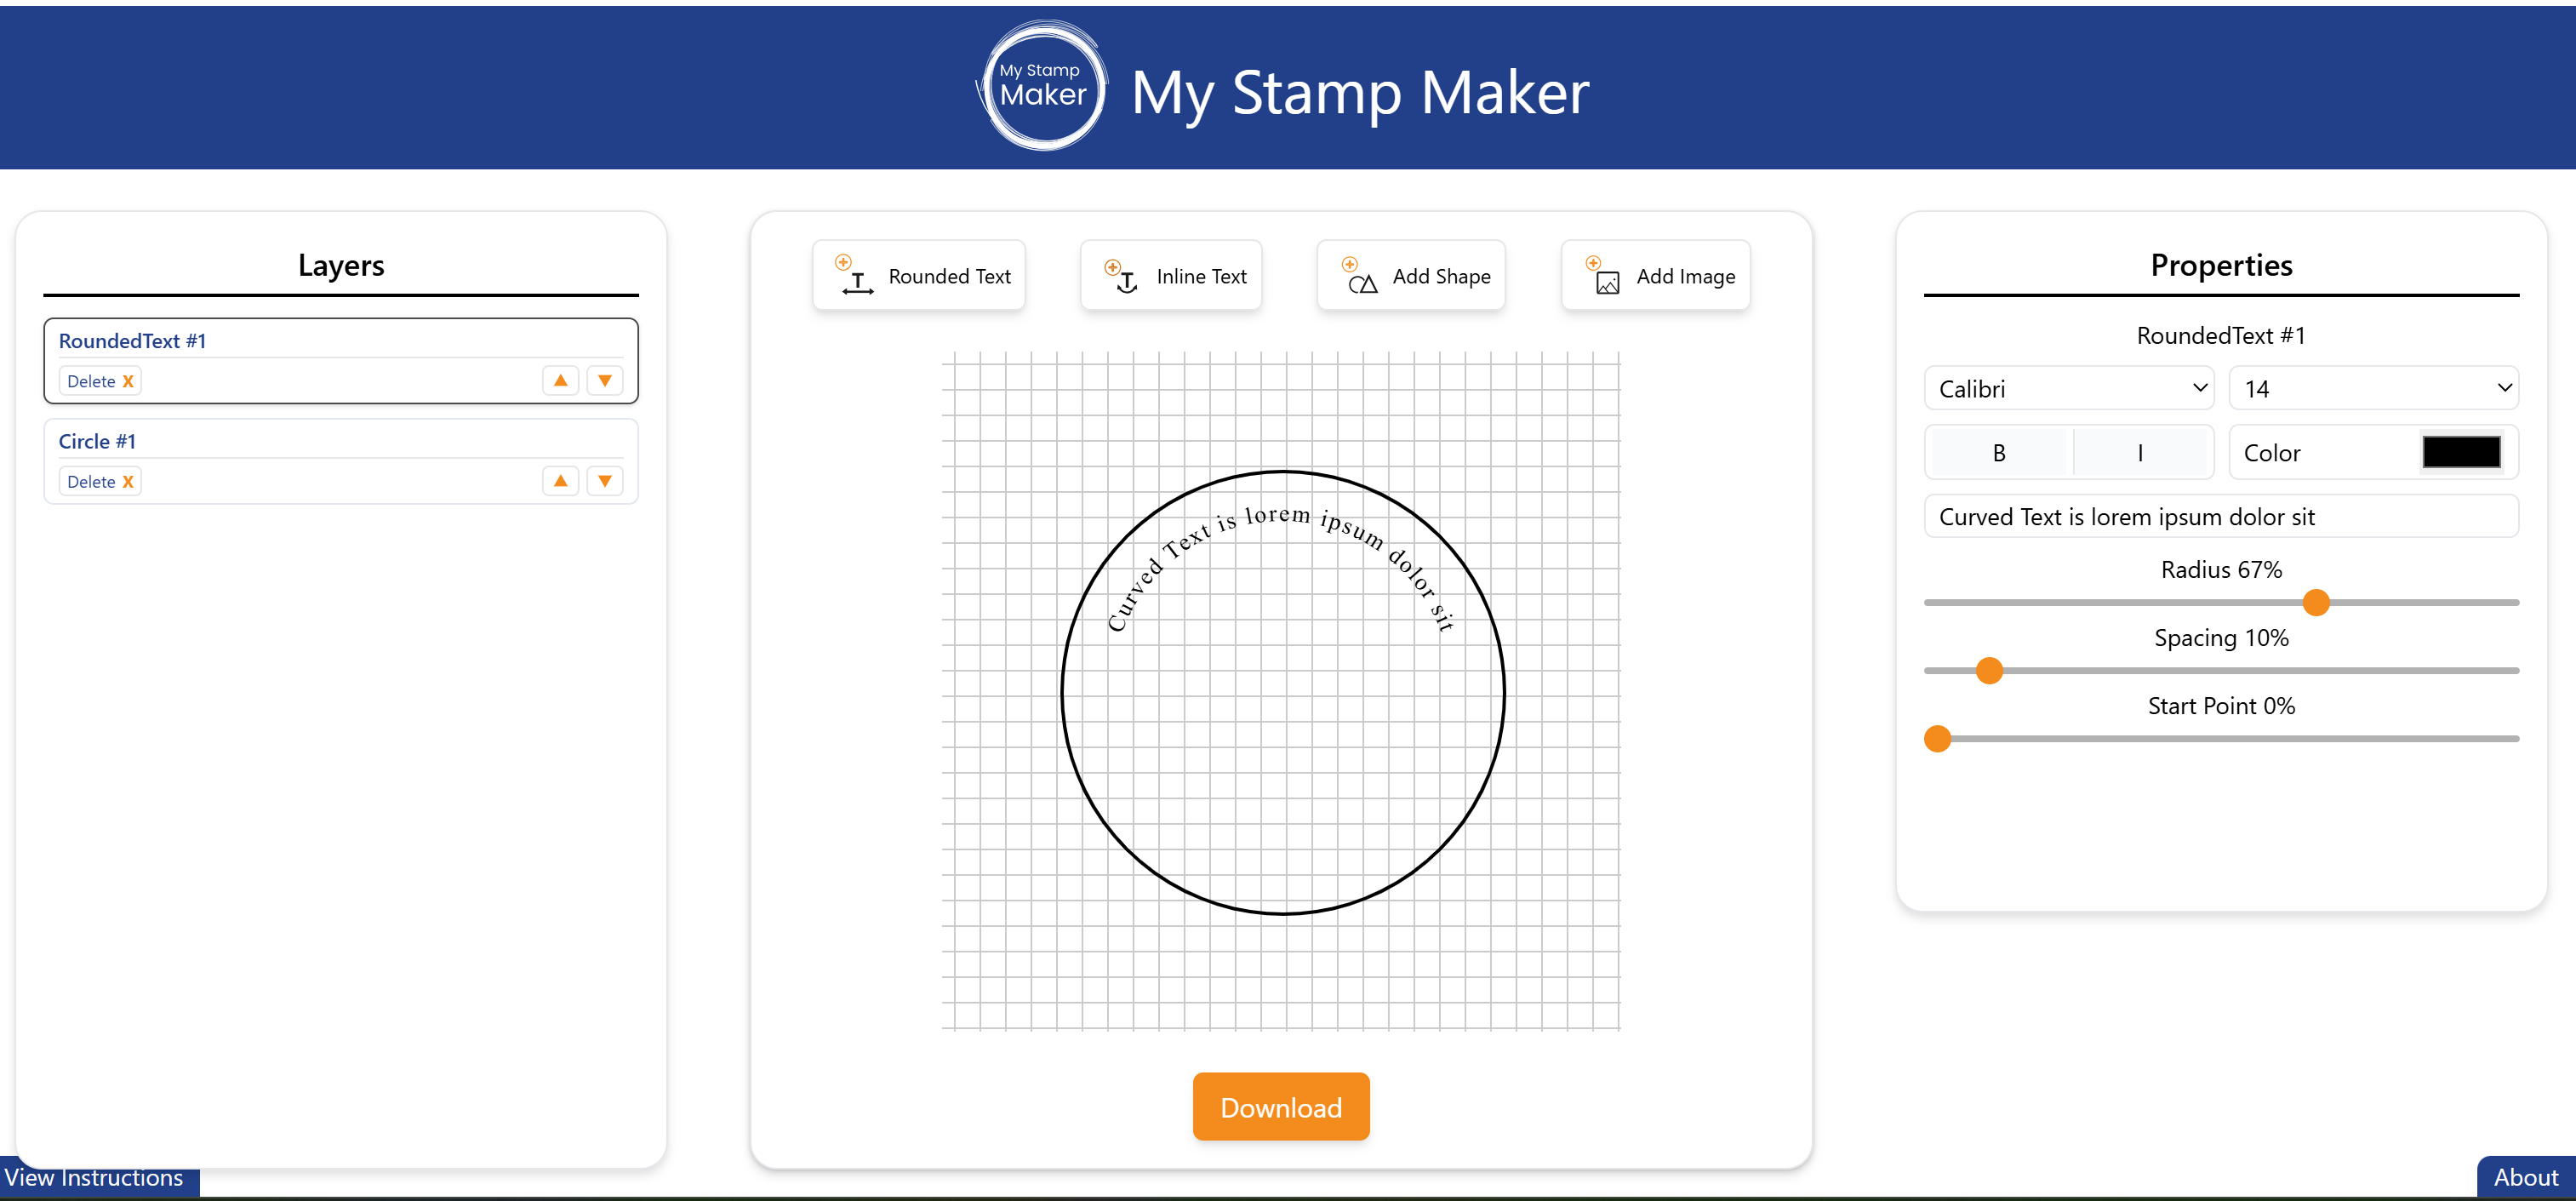 My Stamp
Maker
My Stamp Maker
Layers
RoundedText #1
Delete X
Circle #1
Delete X
Rounded Text
Inline Text
Add Shape
Add Image
Curved Text is lorem ipsum dolor sit
Download
Properties
RoundedText #1
Calibri
14
B
I
Color
Curved Text is lorem ipsum dolor sit
Radius 67%
Spacing 10%
Start Point 0%
View Instructions
About